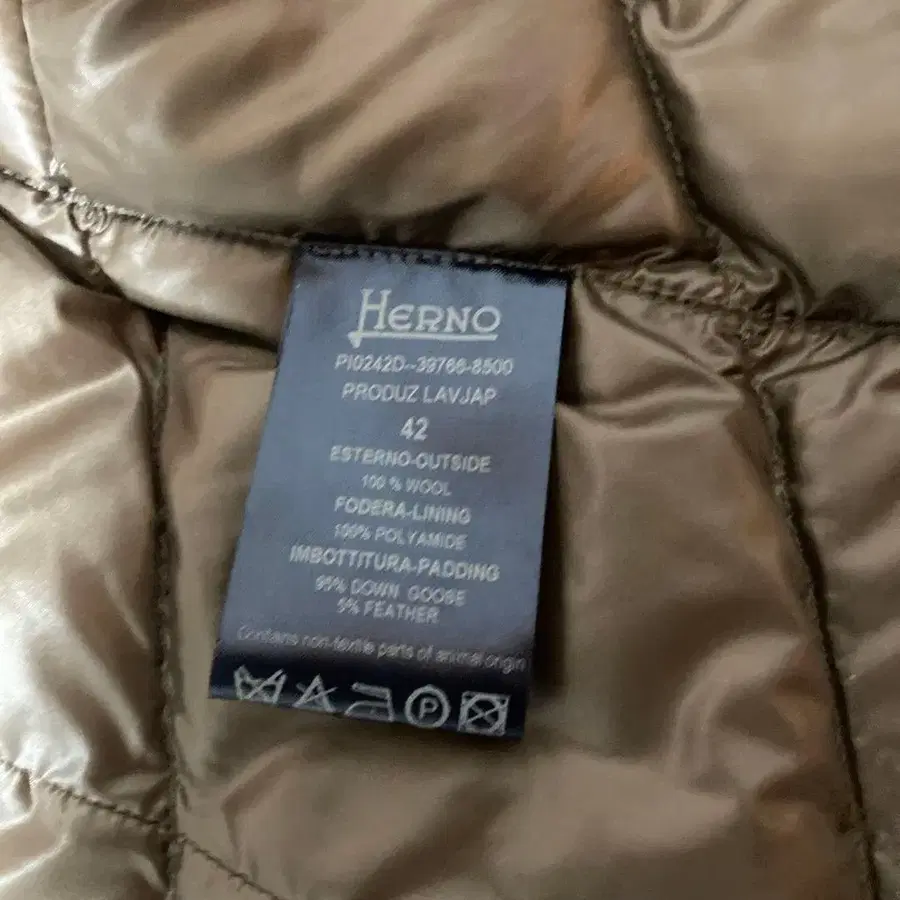 HERNO
PI0242D--39766-8500
PRODUZ LAVJAP
42
ESTERNO-OUTSIDE
100 % WOOL
FODERA-LINING
100% POLYAMIDE
IMBOTTITURA-PADDING
95% DOWN GOOSE
5% FEATHER
Contains non-textile parts of animal origin
P